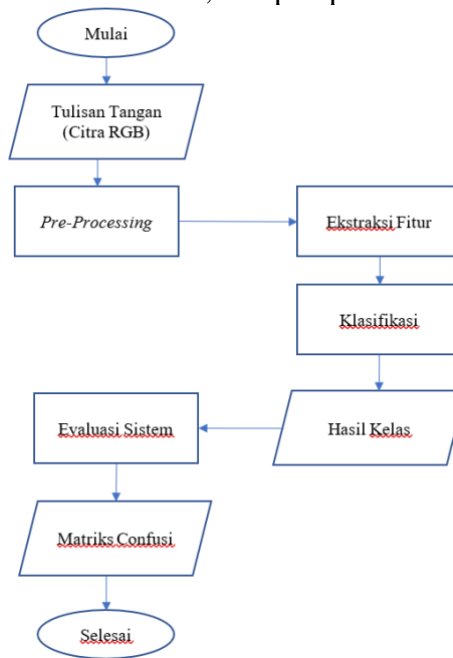 Mulai
Tulisan Tangan
(Citra RGB)
Pre-Processing
Ekstraksi Fitur
Klasifikasi
Hasil Kelas
Evaluasi Sistem
Matriks Confusi
Selesai